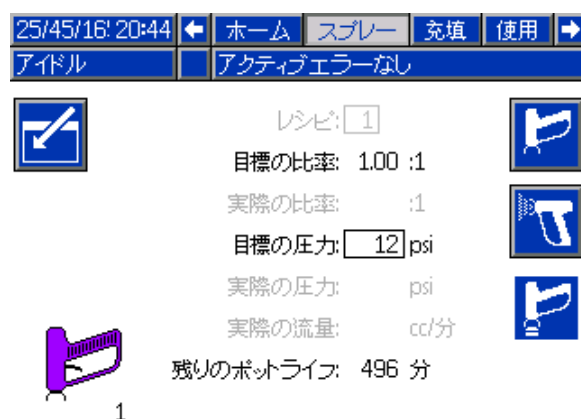 25/45/16! 20:44 ホーム スプレー 充填 使用
アイドル アクティブエラーなし
レシピ: 1
目標の比率: 1.00 :1
実際の比率: :1
目標の圧力: 12 psi
実際の圧力: psi
実際の流量: cc/分
残りのポットライフ: 496 分
1